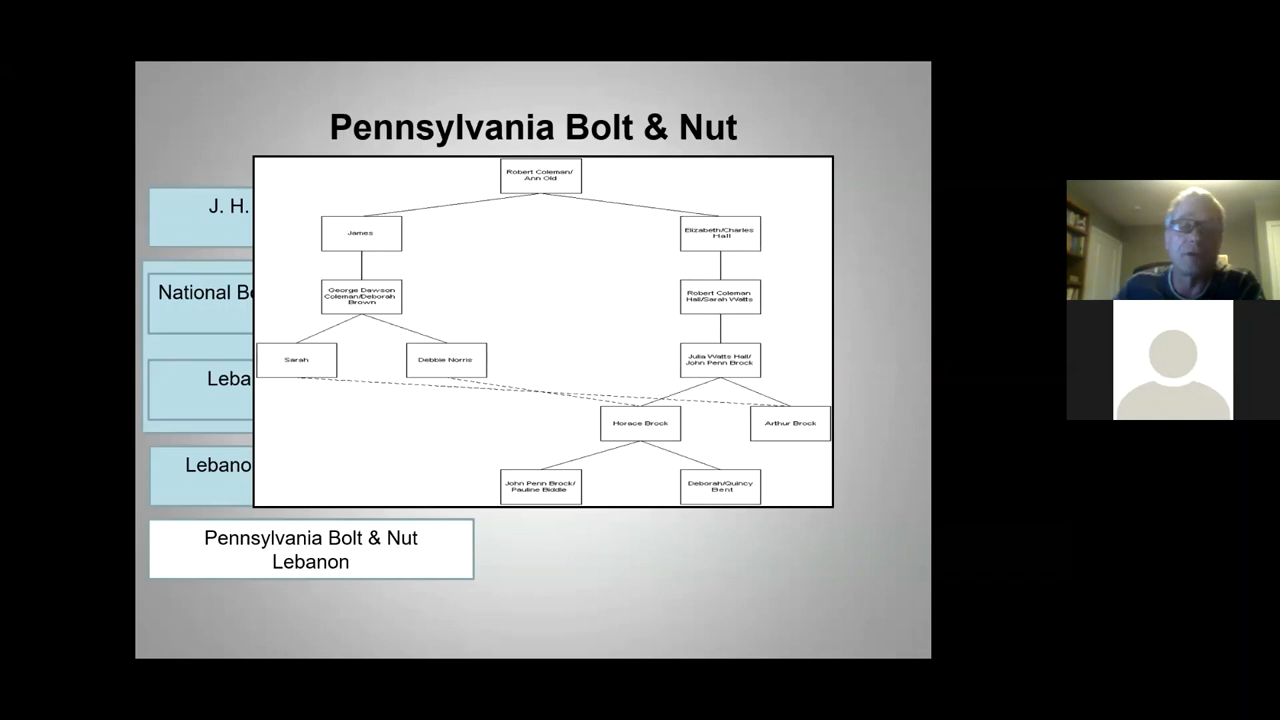 Pennsylvania Bolt & Nut
J. H.
National Bo
Leba
Lebano
Pennsylvania Bolt & Nut
Lebanon
Robert Coleman/
Ann Old
James
Elizabeth/Charles
Hall
George Dawson
Coleman/Deborah
Brown
Robert Coleman
Hall/Sarah Watts
Sarah
Debbie Norris
Julia Watts Hall/
John Penn Brock
Horace Brock
Arthur Brock
John Penn Brock/
Pauline Biddle
Deborah/Quincy
Bent